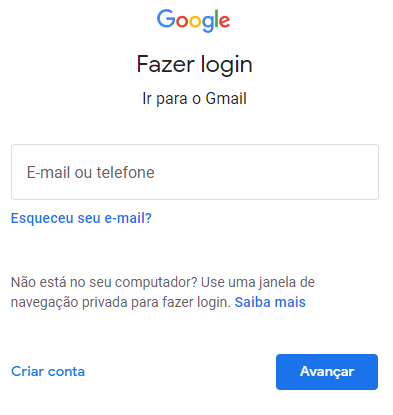 Google
Fazer login
Ir para o Gmail
E-mail ou telefone
Esqueceu seu e-mail?
Não está no seu computador? Use uma janela de
navegação privada para fazer login. Saiba mais
Criar conta
Avançar